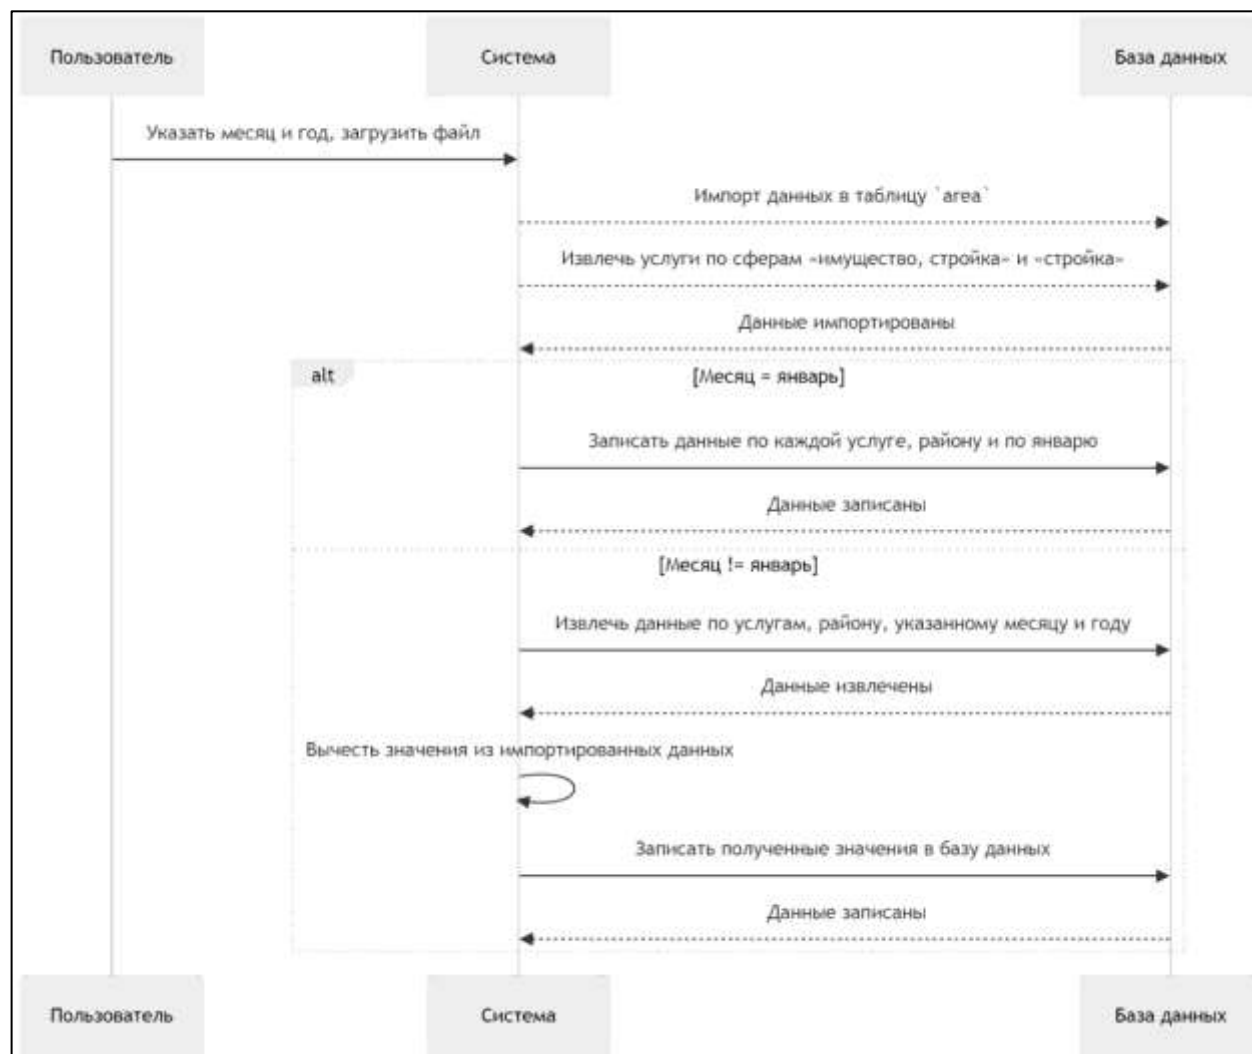 Пользователь
Система
База данных
Указать месяц и год, загрузить файл
Импорт данных в таблицу `area`
Извлечь услуги по сферам «имущество, стройка» и «стройка»
Данные импортированы
alt
[Месяц = январь]
Записать данные по каждой услуге, району и по январю
Данные записаны
[Месяц != январь]
Извлечь данные по услугам, району, указанному месяцу и году
Данные извлечены
Вычесть значения из импортированных данных
Записать полученные значения в базу данных
Данные записаны
Пользователь
Система
База данных